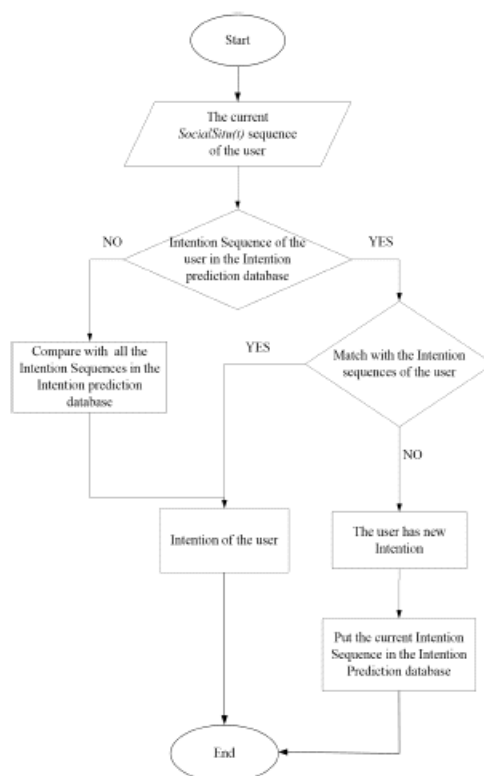 Start
The current
SocialSitu(t) sequence
of the user
NO
Intention Sequence of the
user in the Intention
prediction database
YES
Compare with all the
Intention Sequences in the
Intention prediction
database
YES
Match with the Intention
sequences of the user
NO
Intention of the user
The user has new
Intention
Put the current Intention
Sequence in the Intention
Prediction database
End